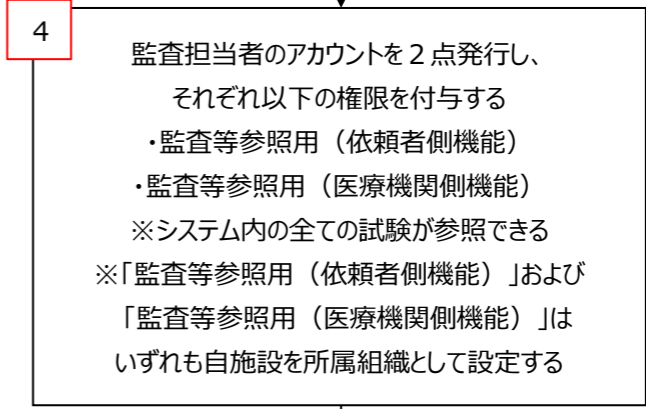 4
監査担当者のアカウントを２点発行し、
それぞれ以下の権限を付与する
・監査等参照用（依頼者側機能）
・監査等参照用（医療機関側機能）
※システム内の全ての試験が参照できる
※「監査等参照用（依頼者側機能）」および
「監査等参照用（医療機関側機能）」は
いずれも自施設を所属組織として設定する